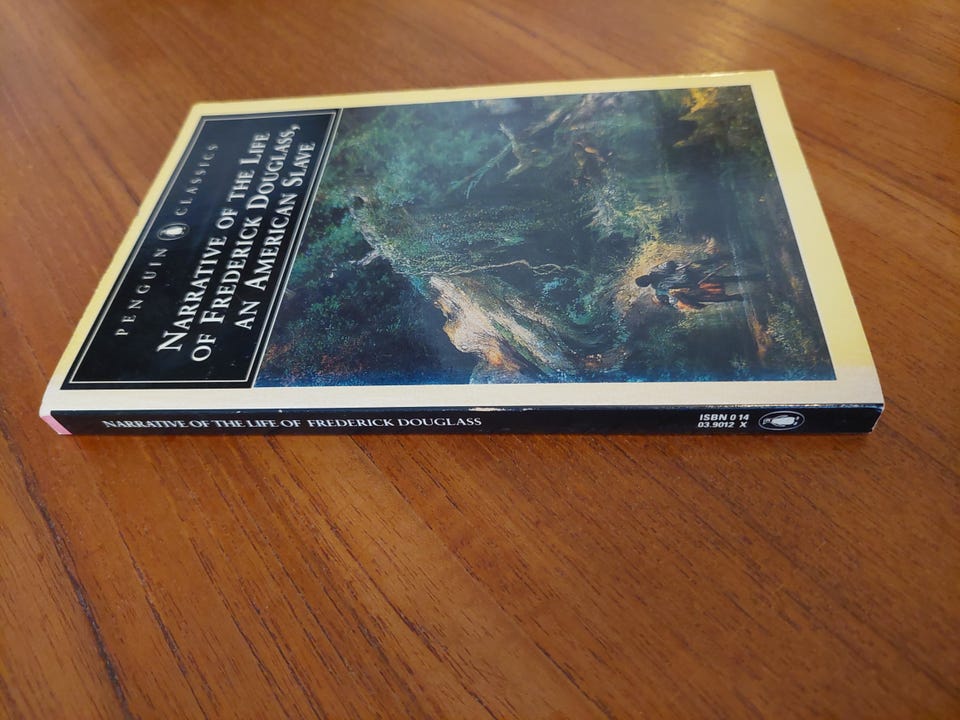 PENGUIN CLASSICS
NARRATIVE OF THE LIFE
OF FREDERICK DOUGLASS,
AN AMERICAN SLAVE
NARRATIVE OF THE LIFE OF FREDERICK DOUGLASS
ISBN 0 14
03.9012 X